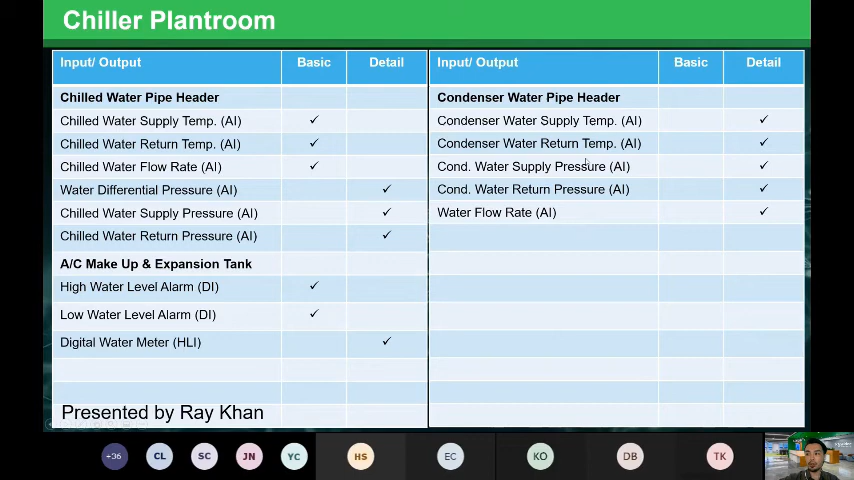 Chiller Plantroom
Input/ Output Basic Detail
Chilled Water Pipe Header
Chilled Water Supply Temp. (AI) ✓
Chilled Water Return Temp. (AI) ✓
Chilled Water Flow Rate (AI) ✓
Water Differential Pressure (AI) ✓
Chilled Water Supply Pressure (AI) ✓
Chilled Water Return Pressure (AI) ✓
A/C Make Up & Expansion Tank
High Water Level Alarm (DI) ✓
Low Water Level Alarm (DI) ✓
Digital Water Meter (HLI) ✓
Input/ Output Basic Detail
Condenser Water Pipe Header
Condenser Water Supply Temp. (AI) ✓
Condenser Water Return Temp. (AI) ✓
Cond. Water Supply Pressure (AI) ✓
Cond. Water Return Pressure (AI) ✓
Water Flow Rate (AI) ✓
Presented by Ray Khan
+36 CL SC JN YC HS EC KO DB TK